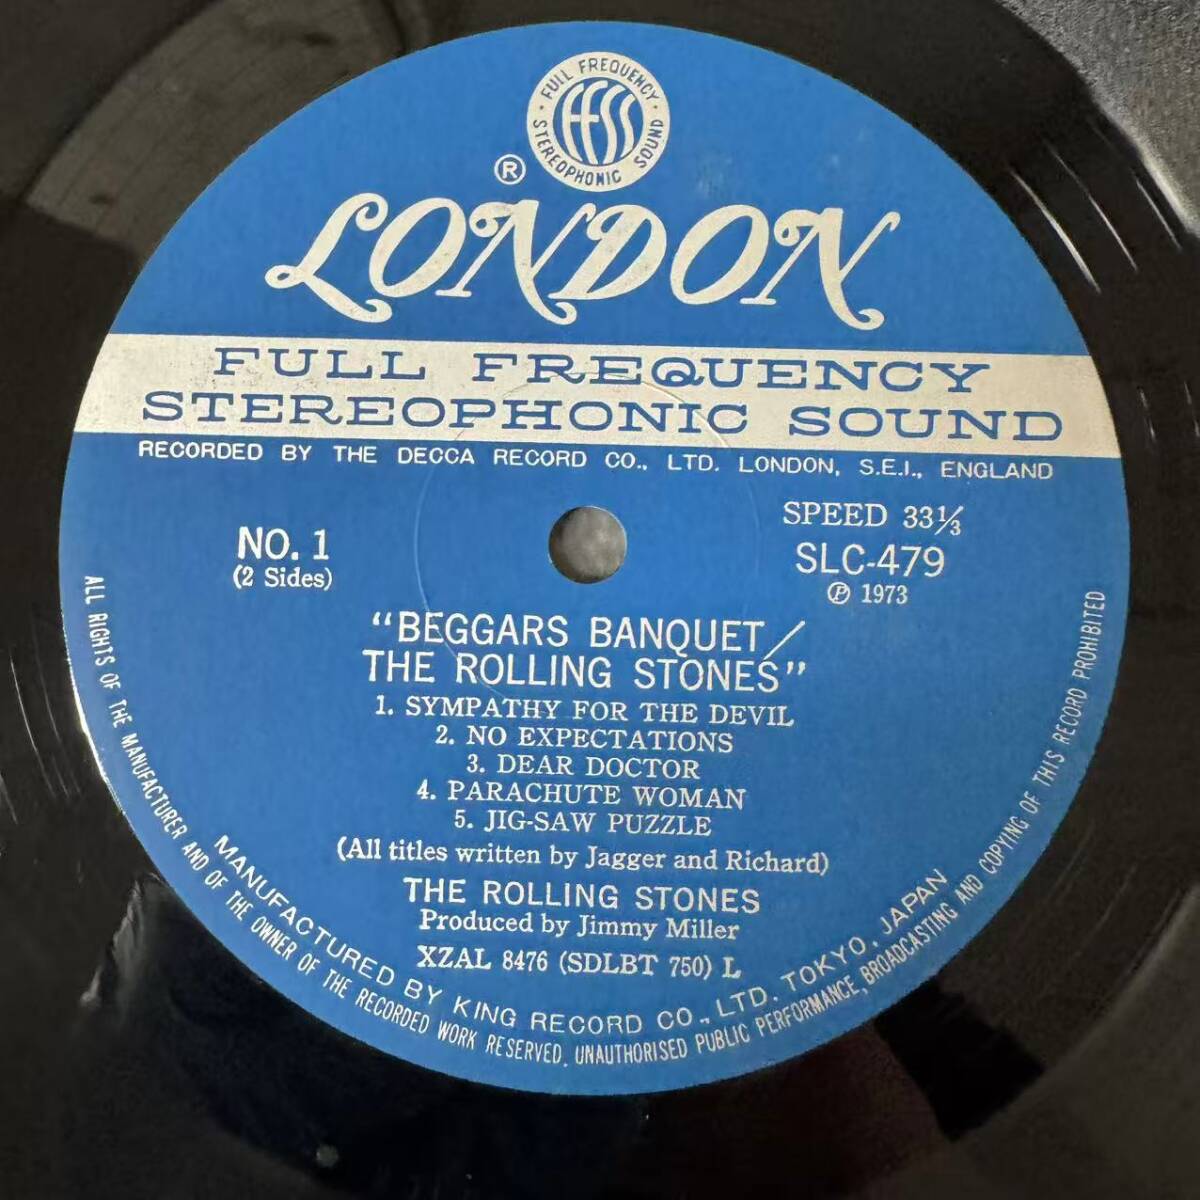 FULL FREQUENCY
STEREOPHONIC SOUND
ffss
®
LONDON
FULL FREQUENCY
STEREOPHONIC SOUND
RECORDED BY THE DECCA RECORD CO., LTD. LONDON, S.E.I., ENGLAND
NO. 1
(2 Sides)
SPEED 33⅓
SLC-479
℗ 1973
"BEGGARS BANQUET/
THE ROLLING STONES"
1. SYMPATHY FOR THE DEVIL
2. NO EXPECTATIONS
3. DEAR DOCTOR
4. PARACHUTE WOMAN
5. JIG-SAW PUZZLE
(All titles written by Jagger and Richard)
THE ROLLING STONES
Produced by Jimmy Miller
XZAL 8476 (SDLBT 750) L
MANUFACTURED BY KING RECORD CO., LTD. TOKYO, JAPAN
ALL RIGHTS OF THE MANUFACTURER AND OF THE OWNER OF THE RECORDED WORK RESERVED. UNAUTHORISED PUBLIC PERFORMANCE, BROADCASTING AND COPYING OF THIS RECORD PROHIBITED